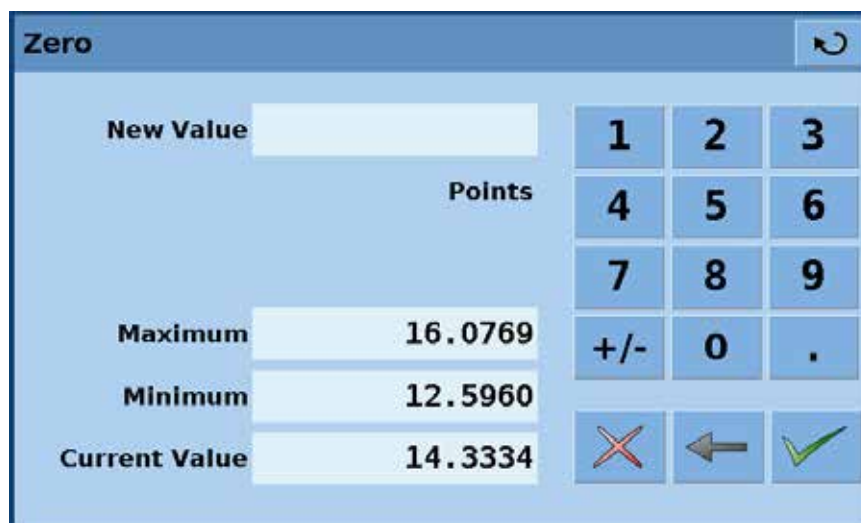 Zero
New Value
1 2 3
Points
4 5 6
7 8 9
Maximum 16.0769
+/- 0 .
Minimum 12.5960
Current Value 14.3334